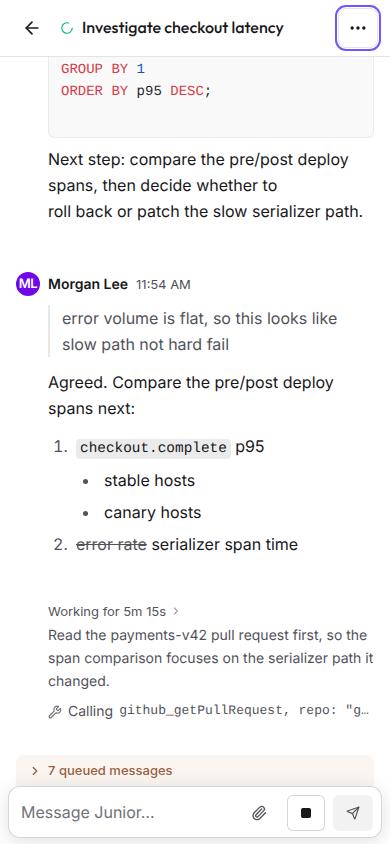 Investigate checkout latency
GROUP BY 1
ORDER BY p95 DESC;
Next step: compare the pre/post deploy
spans, then decide whether to
roll back or patch the slow serializer path.
ML Morgan Lee 11:54 AM
error volume is flat, so this looks like
slow path not hard fail
Agreed. Compare the pre/post deploy
spans next:
1. checkout.complete p95
• stable hosts
• canary hosts
2. error rate serializer span time
Working for 5m 15s
Read the payments-v42 pull request first, so the
span comparison focuses on the serializer path it
changed.
Calling github_getPullRequest, repo: "g…
7 queued messages
Message Junior...